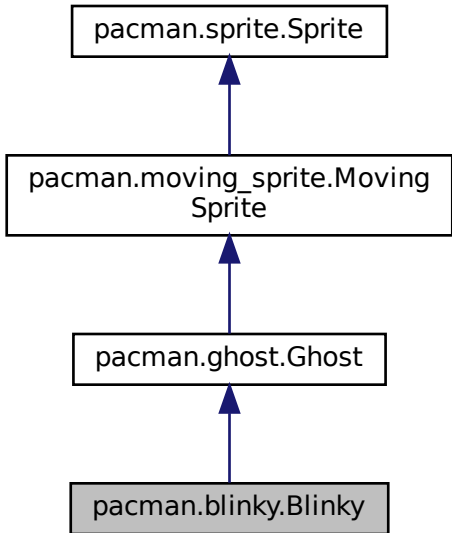 pacman.sprite.Sprite
pacman.moving_sprite.Moving
Sprite
pacman.ghost.Ghost
pacman.blinky.Blinky